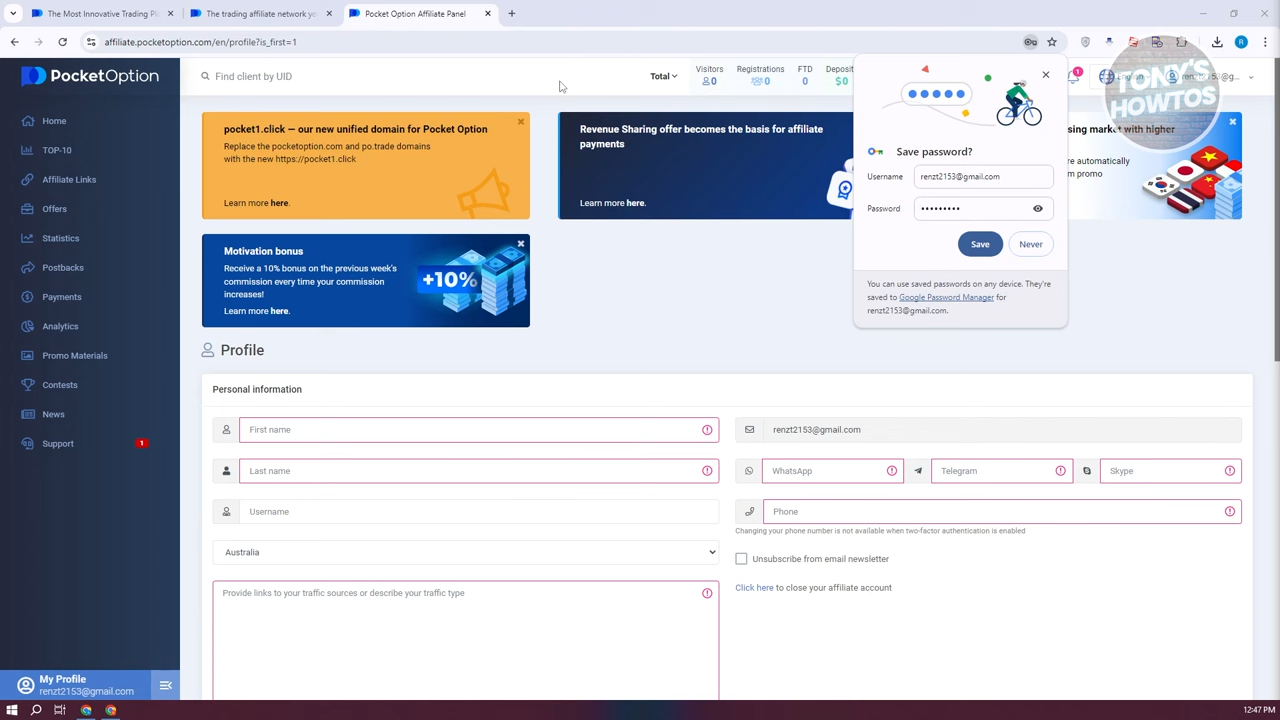 The Most Innovative Trading Pl
The trading affiliate network yo
Pocket Option Affiliate Panel
affiliate.pocketoption.com/en/profile?is_first=1
PocketOption
Find client by UID
Total
Visitors
0
Registrations
0
FTD
0
Deposit
$0
1
English
TONY'S
HOWTOS
Home
TOP-10
Affiliate Links
Offers
Statistics
Postbacks
Payments
Analytics
Promo Materials
Contests
News
Support
1
My Profile
renzt2153@gmail.com
pocket1.click — our new unified domain for Pocket Option
Replace the pocketoption.com and po.trade domains
with the new https://pocket1.click
Learn more here.
Revenue Sharing offer becomes the basis for affiliate
payments
Learn more here.
sing market with higher
re automatically
m promo
Motivation bonus
Receive a 10% bonus on the previous week's
commission every time your commission
increases!
Learn more here.
+10%
Save password?
Username
renzt2153@gmail.com
Password
•••••••••
Save
Never
You can use saved passwords on any device. They're
saved to Google Password Manager for
renzt2153@gmail.com.
Profile
Personal information
First name
Last name
Username
Australia
Provide links to your traffic sources or describe your traffic type
renzt2153@gmail.com
WhatsApp
Telegram
Skype
Phone
Changing your phone number is not available when two-factor authentication is enabled
Unsubscribe from email newsletter
Click here to close your affiliate account
R
12:47 PM